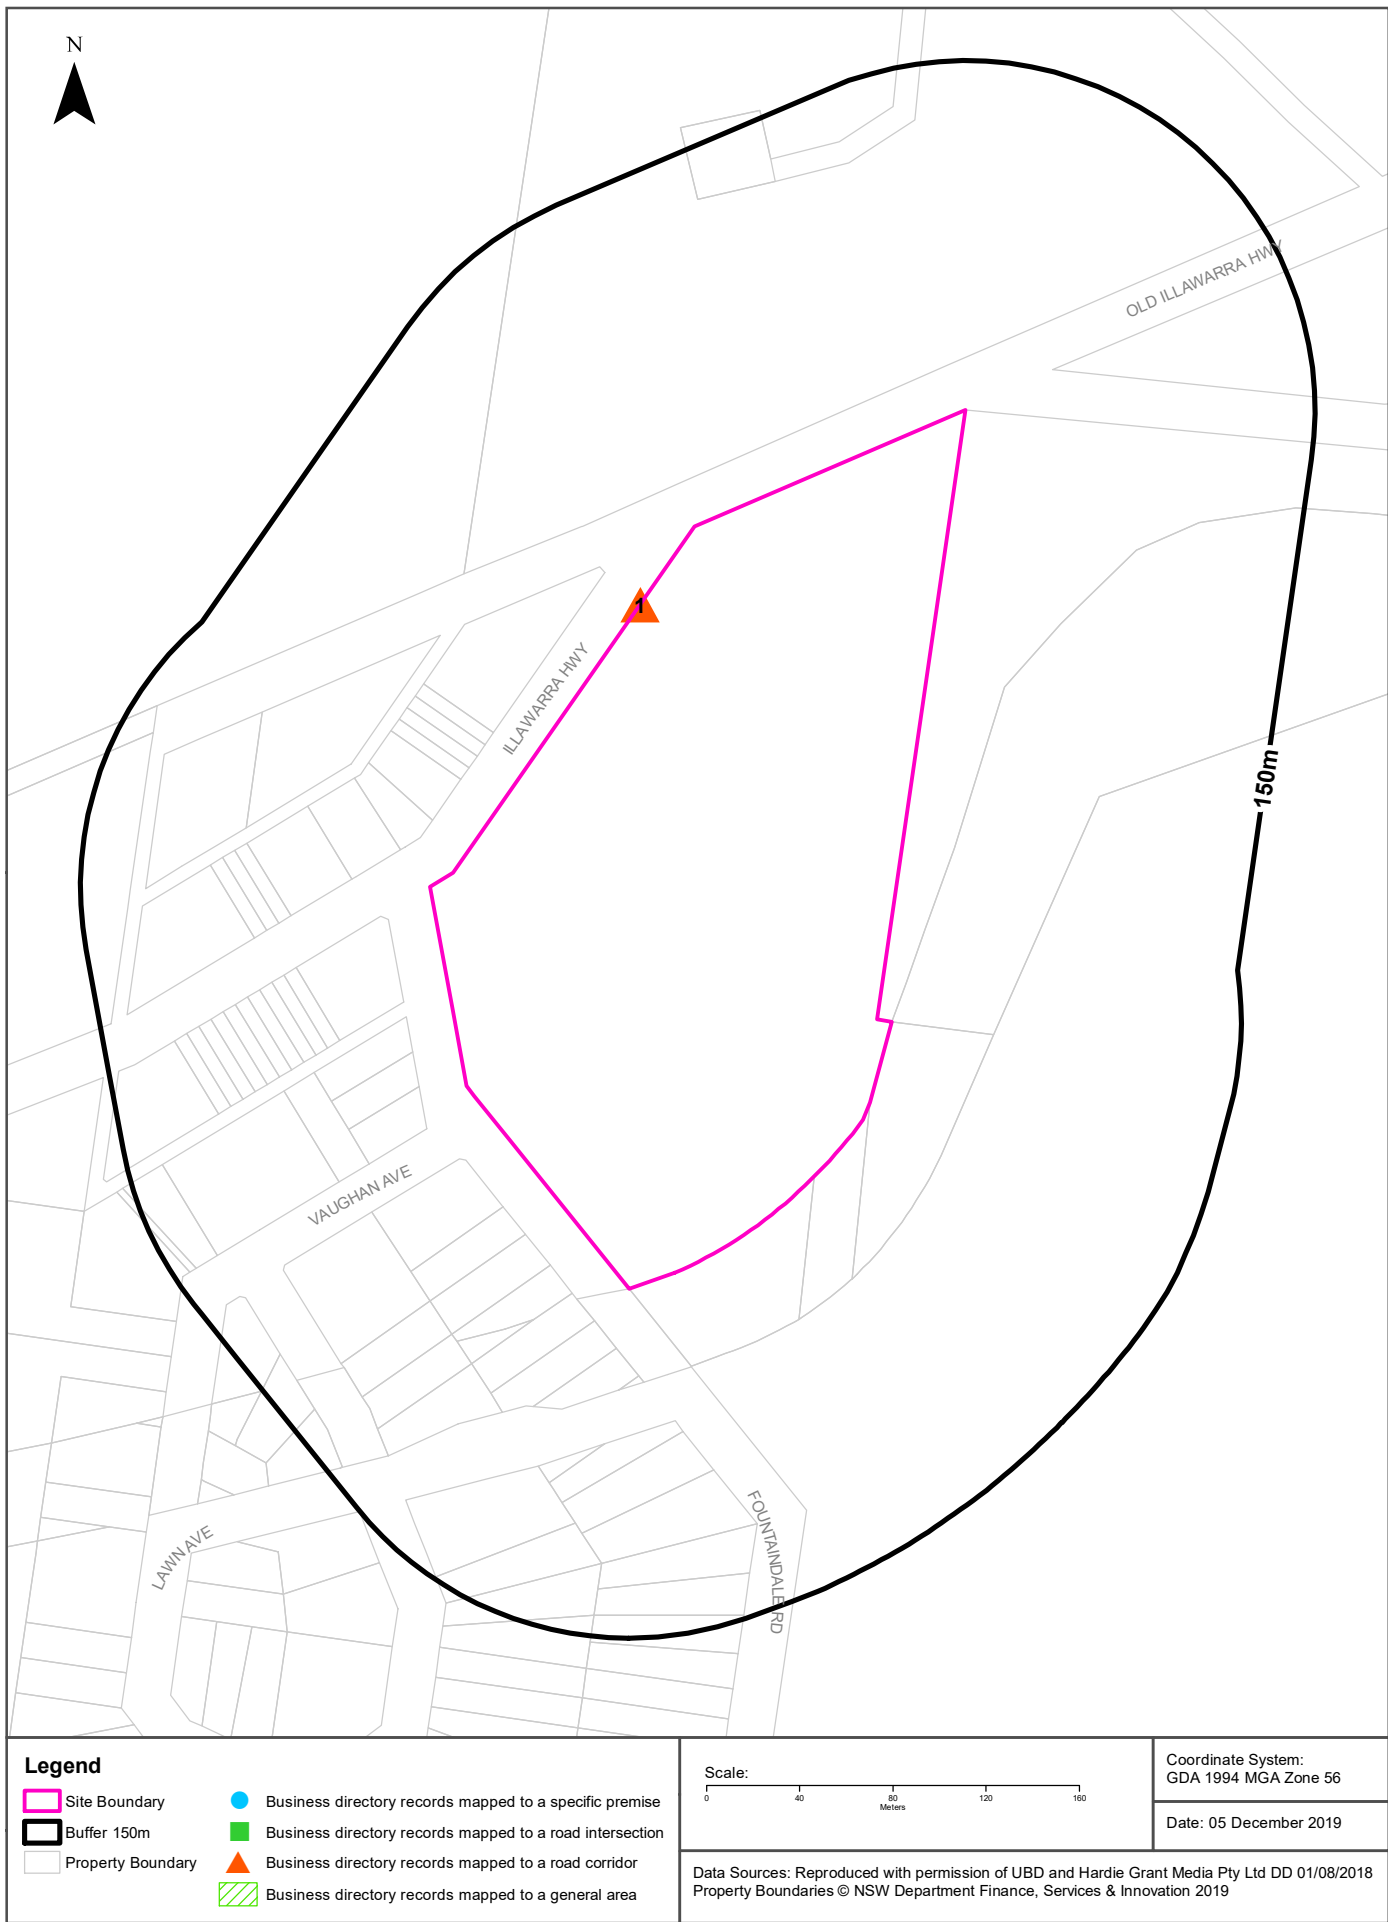 N
OLD ILLAWARRA HWY
1
ILLAWARRA HWY
150m
VAUGHAN AVE
FOUNTAINDALE RD
LAWN AVE
Legend
Site Boundary
Buffer 150m
Property Boundary
Business directory records mapped to a specific premise
Business directory records mapped to a road intersection
Business directory records mapped to a road corridor
Business directory records mapped to a general area
Scale:
0 40 80 120 160
Meters
Coordinate System:
GDA 1994 MGA Zone 56
Date: 05 December 2019
Data Sources: Reproduced with permission of UBD and Hardie Grant Media Pty Ltd DD 01/08/2018
Property Boundaries © NSW Department Finance, Services & Innovation 2019